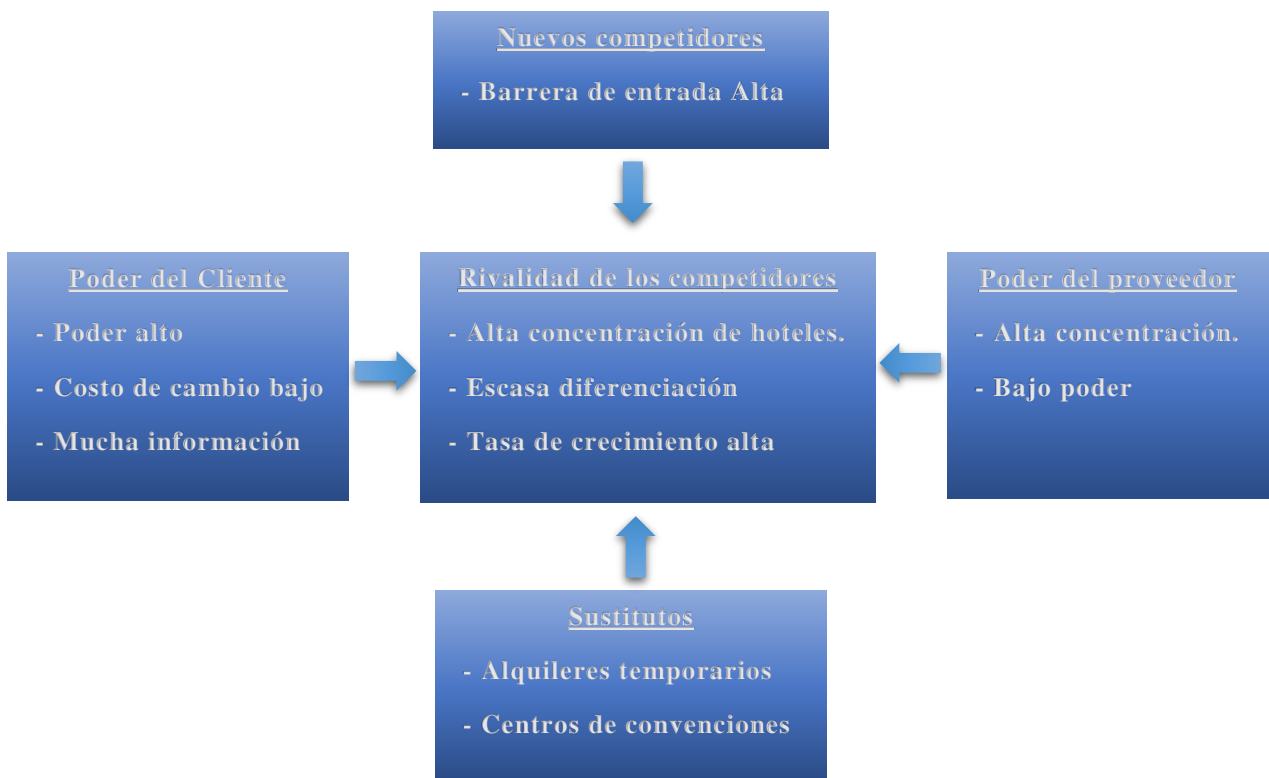 Nuevos competidores
- Barrera de entrada Alta
Poder del Cliente
- Poder alto
- Costo de cambio bajo
- Mucha información
Rivalidad de los competidores
- Alta concentración de hoteles.
- Escasa diferenciación
- Tasa de crecimiento alta
Poder del proveedor
- Alta concentración.
- Bajo poder
Sustitutos
- Alquileres temporarios
- Centros de convenciones